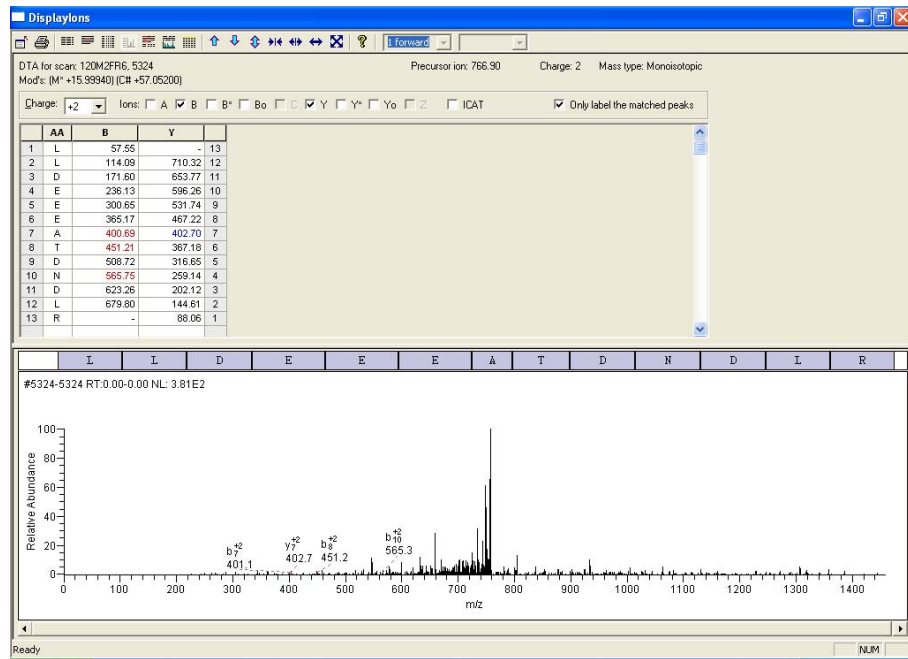 DisplayIons
1 forward
DTA for scan: 120M2FR6, 5324 Precursor ion: 766.90 Charge: 2 Mass type: Monoisotopic
Mod's: (M* +15.99940) (C# +57.05200)
Charge: +2 Ions: A B B* Bo C Y Y* Yo Z ICAT Only label the matched peaks
AA B Y
1 L 57.55 - 13
2 L 114.09 710.32 12
3 D 171.60 653.77 11
4 E 236.13 596.26 10
5 E 300.65 531.74 9
6 E 365.17 467.22 8
7 A 400.69 402.70 7
8 T 451.21 367.18 6
9 D 508.72 316.65 5
10 N 565.75 259.14 4
11 D 623.26 202.12 3
12 L 679.80 144.61 2
13 R - 88.06 1
L L D E E E A T D N D L R
#5324-5324 RT:0.00-0.00 NL: 3.81E2
100
80
60
40
20
0
Relative Abundance
b7+2
401.1
y7+2
402.7
b8+2
451.2
b10+2
565.3
0 100 200 300 400 500 600 700 800 900 1000 1100 1200 1300 1400
m/z
Ready NUM